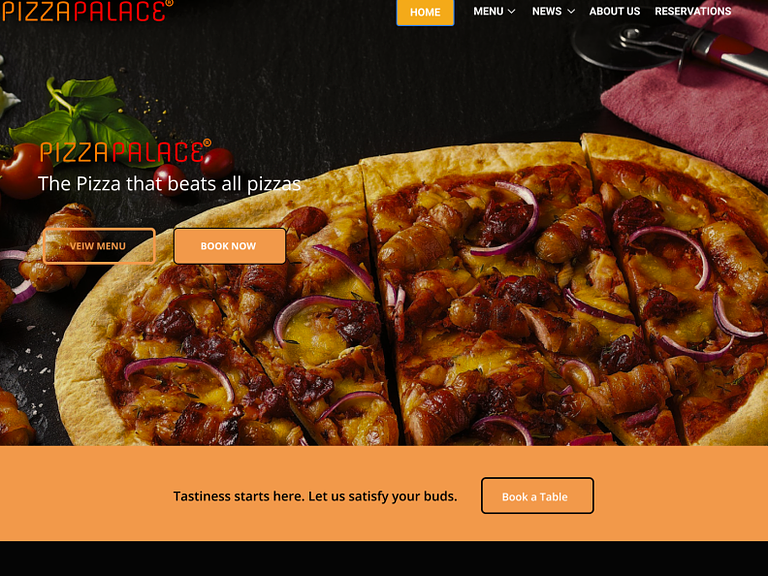 PIZZAPALACE®
HOME
MENU
NEWS
ABOUT US
RESERVATIONS
PIZZAPALACE®
The Pizza that beats all pizzas
VEIW MENU
BOOK NOW
Tastiness starts here. Let us satisfy your buds.
Book a Table